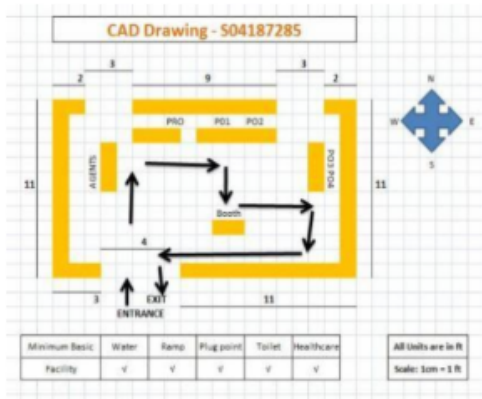 CAD Drawing - S04187285
3 3
2 9 2
N
PRO PO1 PO2
W E
AGENTS
PO3 PO4
S
11 11
Booth
4
3 EXIT 11
ENTRANCE
Minimum Basic Water Ramp Plug point Toilet Healthcare
Facility √ √ √ √ √
All Units are in ft
Scale: 1cm = 1 ft